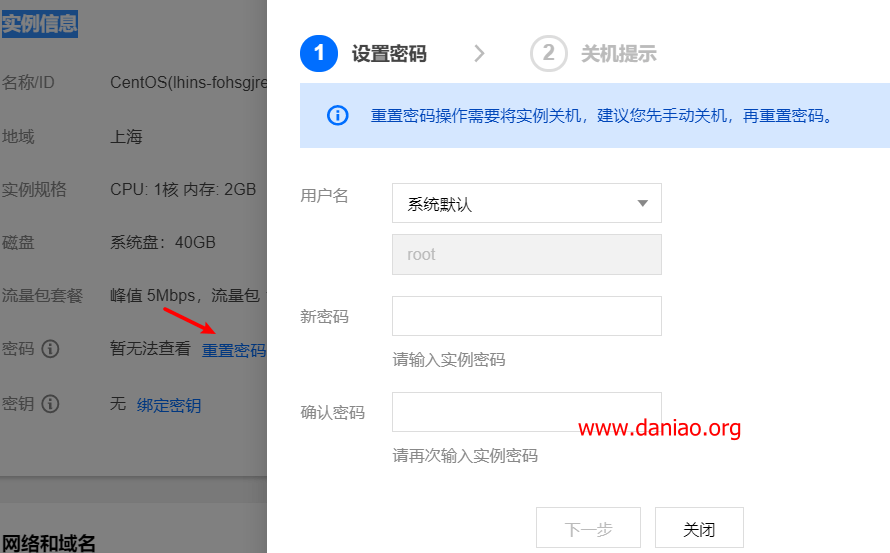 实例信息
名称/ID CentOS(lhins-fohsgjre
地域 上海
实例规格 CPU: 1核 内存: 2GB
磁盘 系统盘：40GB
流量包套餐 峰值 5Mbps，流量包
密码 暂无法查看 重置密码
密钥 无 绑定密钥
网络和域名
1 设置密码 2 关机提示
重置密码操作需要将实例关机，建议您先手动关机，再重置密码。
用户名 系统默认
root
新密码
请输入实例密码
确认密码
www.daniao.org
请再次输入实例密码
下一步 关闭